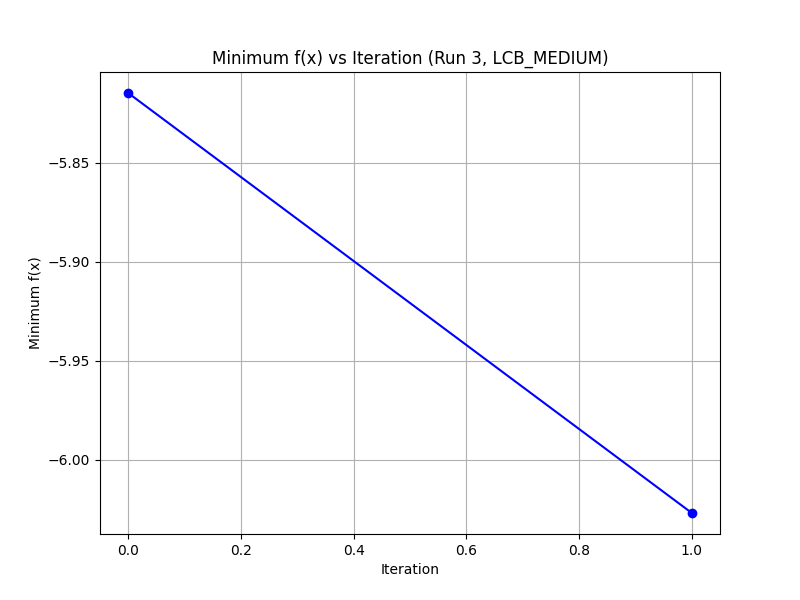 Minimum f(x) vs Iteration (Run 3, LCB_MEDIUM)
Minimum f(x)
−5.85
−5.90
−5.95
−6.00
0.0 0.2 0.4 0.6 0.8 1.0
Iteration